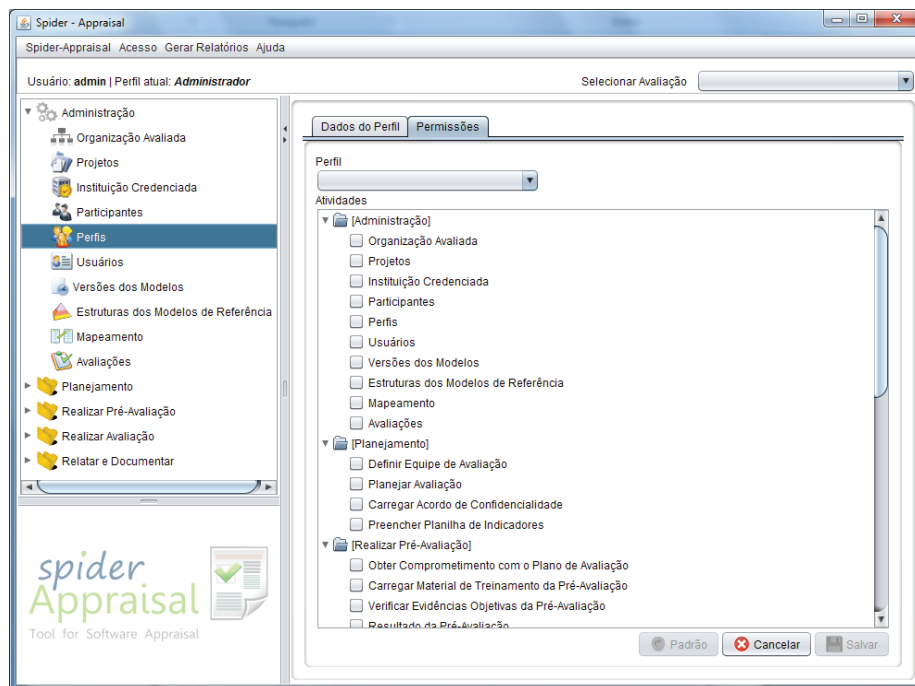 Spider - Appraisal
Spider-Appraisal Acesso Gerar Relatórios Ajuda
Usuário: admin | Perfil atual: Administrador
Selecionar Avaliação
Administração
Organização Avaliada
Projetos
Instituição Credenciada
Participantes
Perfis
Usuários
Versões dos Modelos
Estruturas dos Modelos de Referência
Mapeamento
Avaliações
Planejamento
Realizar Pré-Avaliação
Realizar Avaliação
Relatar e Documentar
spider
Appraisal
Tool for Software Appraisal
Dados do Perfil Permissões
Perfil
Atividades
[Administração]
Organização Avaliada
Projetos
Instituição Credenciada
Participantes
Perfis
Usuários
Versões dos Modelos
Estruturas dos Modelos de Referência
Mapeamento
Avaliações
[Planejamento]
Definir Equipe de Avaliação
Planejar Avaliação
Carregar Acordo de Confidencialidade
Preencher Planilha de Indicadores
[Realizar Pré-Avaliação]
Obter Comprometimento com o Plano de Avaliação
Carregar Material de Treinamento da Pré-Avaliação
Verificar Evidências Objetivas da Pré-Avaliação
Resultado da Pré-Avaliação
Padrão Cancelar Salvar